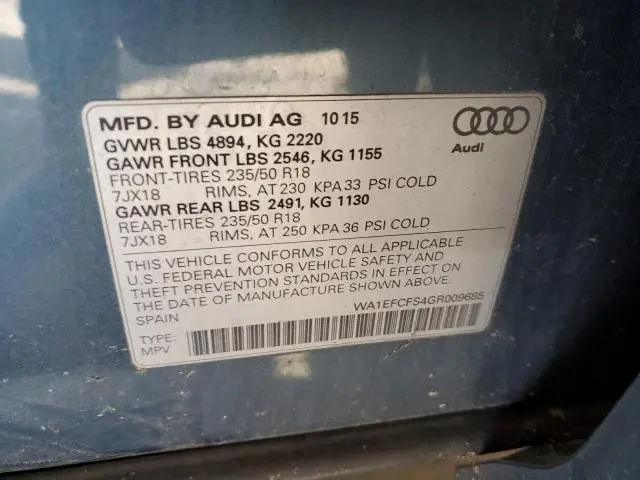 MFD. BY AUDI AG 10 15
GVWR LBS 4894, KG 2220
GAWR FRONT LBS 2546, KG 1155
FRONT-TIRES 235/50 R18
7JX18 RIMS, AT 230 KPA 33 PSI COLD
GAWR REAR LBS 2491, KG 1130
REAR-TIRES 235/50 R18
7JX18 RIMS, AT 250 KPA 36 PSI COLD
Audi
THIS VEHICLE CONFORMS TO ALL APPLICABLE
U.S. FEDERAL MOTOR VEHICLE SAFETY AND
THEFT PREVENTION STANDARDS IN EFFECT ON
THE DATE OF MANUFACTURE SHOWN ABOVE.
SPAIN
WA1EFCFS4GR009685
TYPE:
MPV